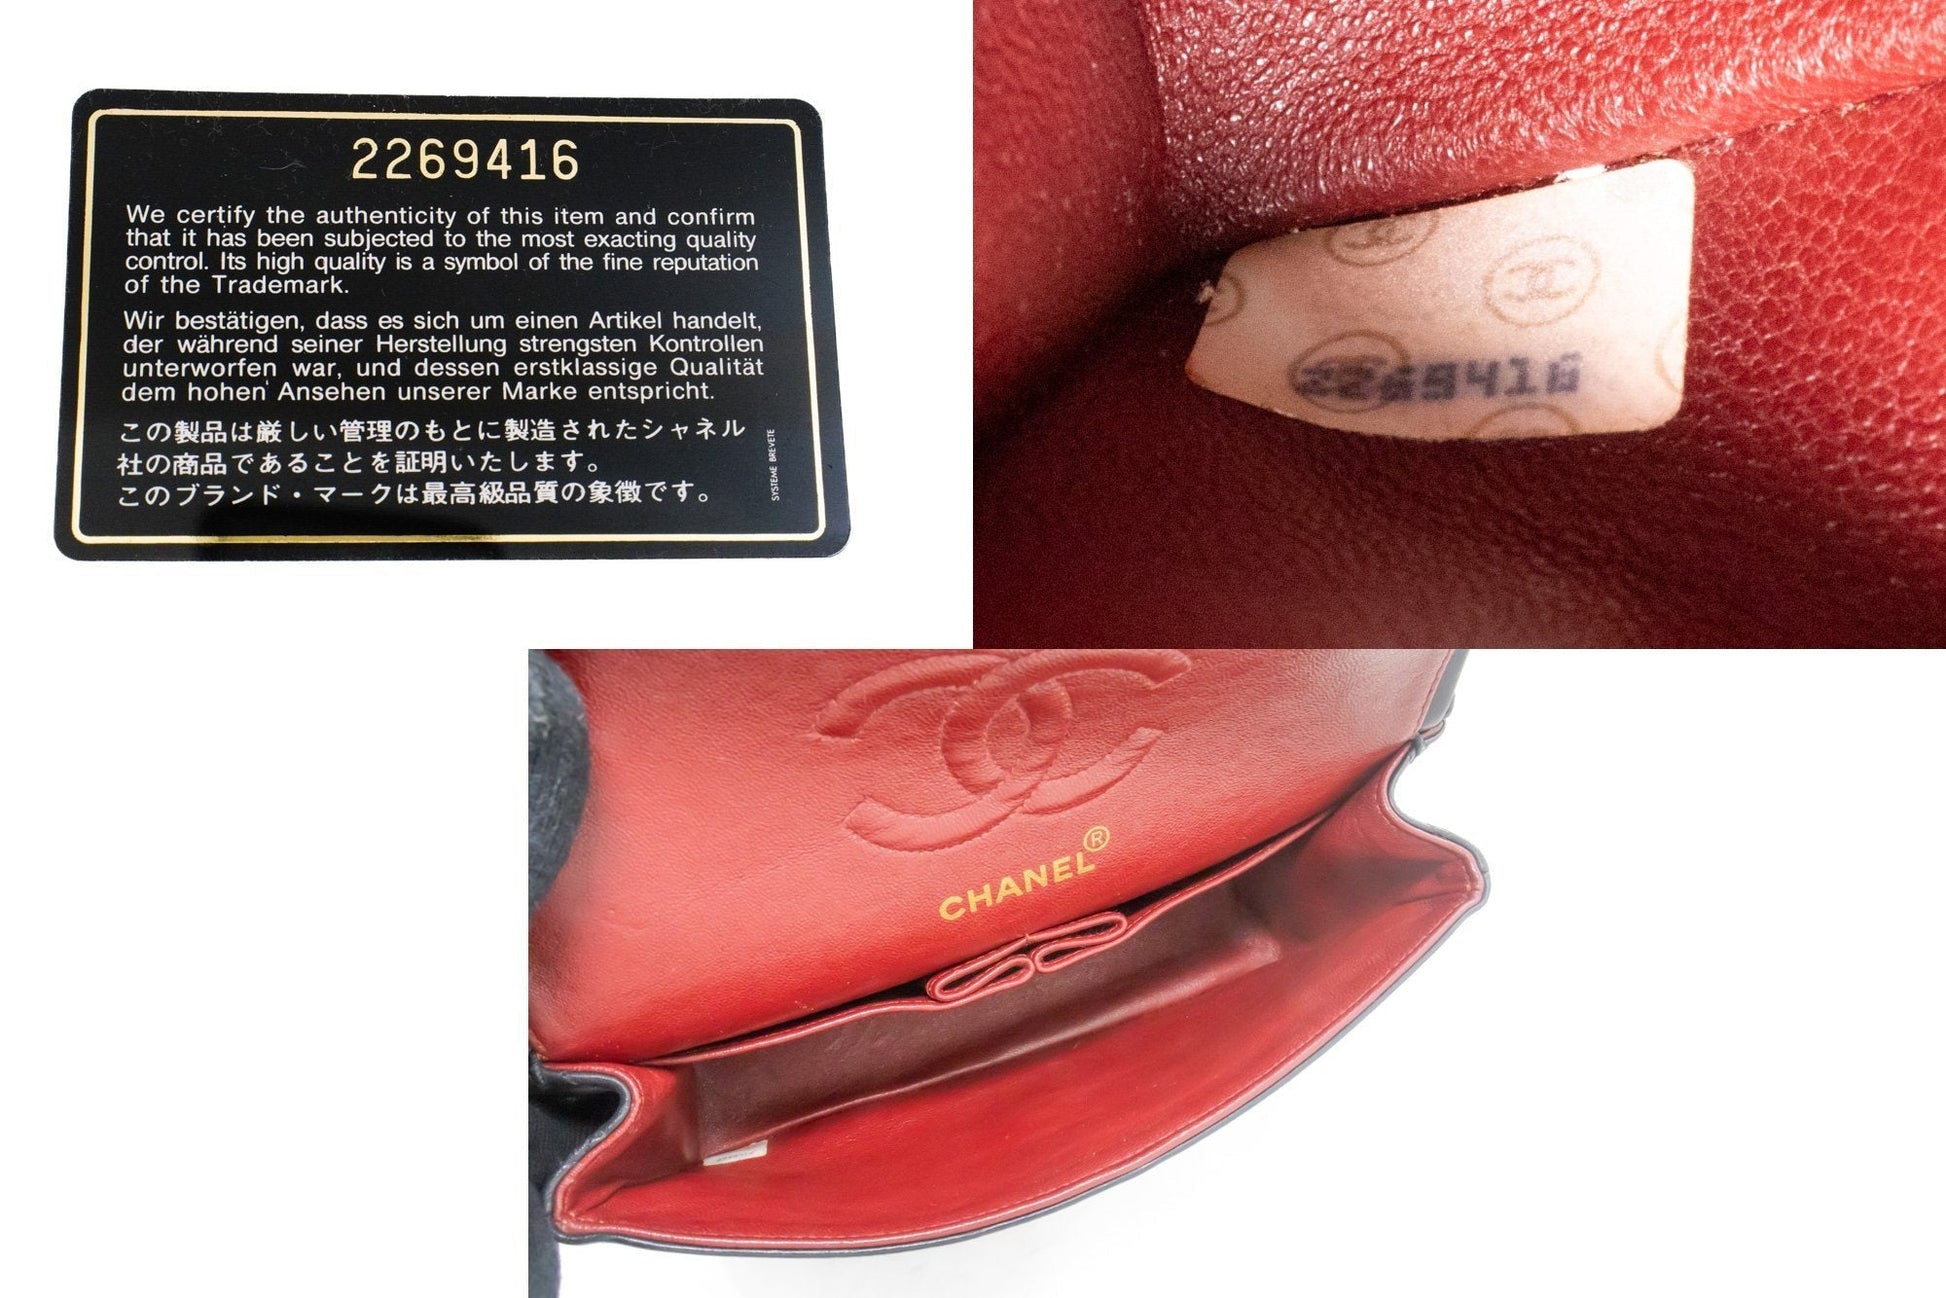 2269416
We certify the authenticity of this item and confirm
that it has been subjected to the most exacting quality
control. Its high quality is a symbol of the fine reputation
of the Trademark.
Wir bestätigen, dass es sich um einen Artikel handelt,
der während seiner Herstellung strengsten Kontrollen
unterworfen war, und dessen erstklassige Qualität
dem hohen Ansehen unserer Marke entspricht.
この製品は厳しい管理のもとに製造されたシャネル
社の商品であることを証明いたします。
このブランド・マークは最高級品質の象徴です。
SYSTEME BREVETE
2269416
CHANEL®